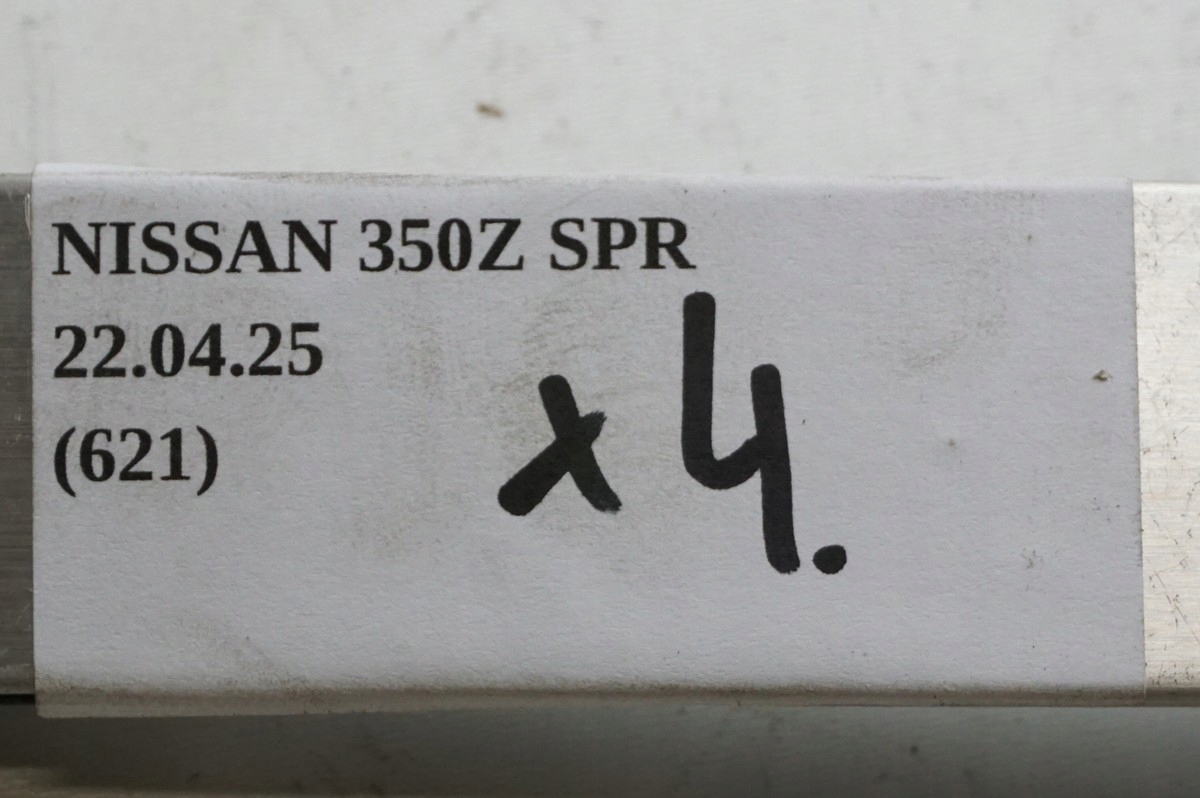 NISSAN 350Z SPR
22.04.25
(621)
x4.